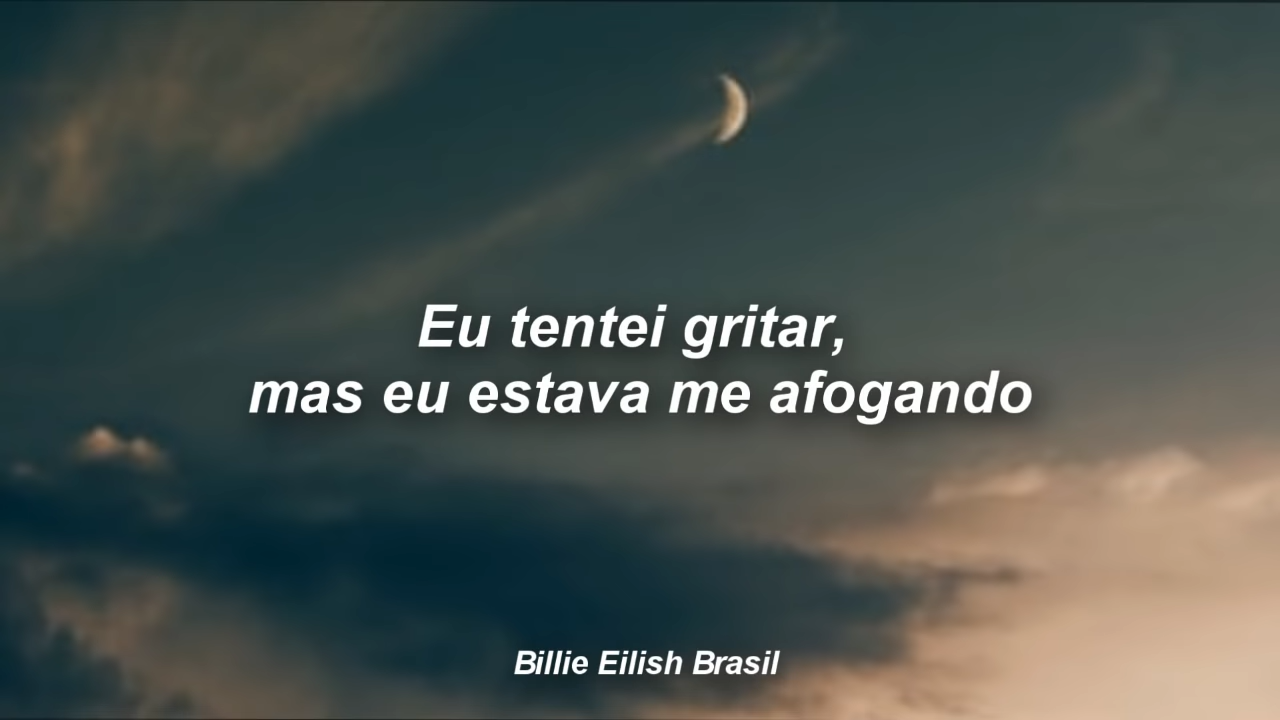 Eu tentei gritar,
mas eu estava me afogando
Billie Eilish Brasil